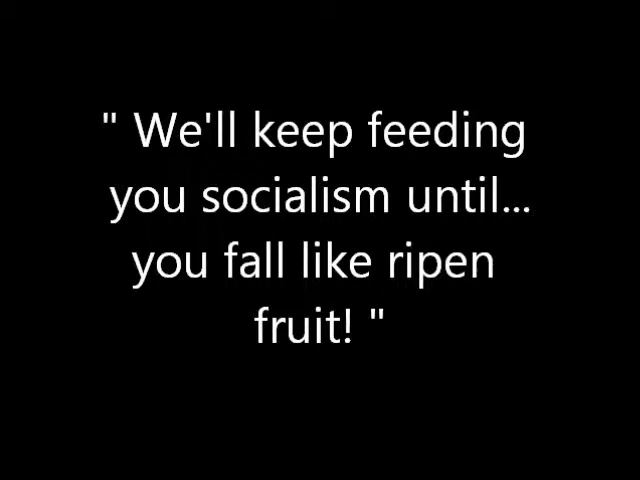 " We'll keep feeding
you socialism until...
you fall like ripen
fruit! "